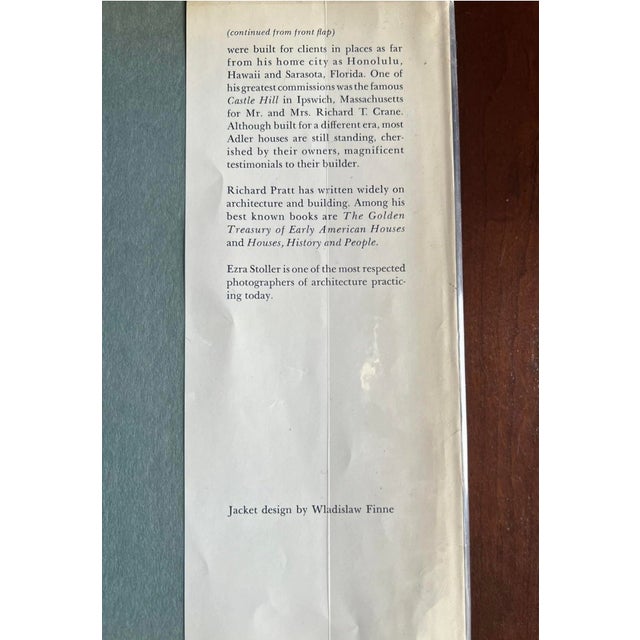 (continued from front flap)
were built for clients in places as far
from his home city as Honolulu,
Hawaii and Sarasota, Florida. One of
his greatest commissions was the famous
Castle Hill in Ipswich, Massachusetts
for Mr. and Mrs. Richard T. Crane.
Although built for a different era, most
Adler houses are still standing, cher-
ished by their owners, magnificent
testimonials to their builder.
Richard Pratt has written widely on
architecture and building. Among his
best known books are The Golden
Treasury of Early American Houses
and Houses, History and People.
Ezra Stoller is one of the most respected
photographers of architecture practic-
ing today.
Jacket design by Wladislaw Finne